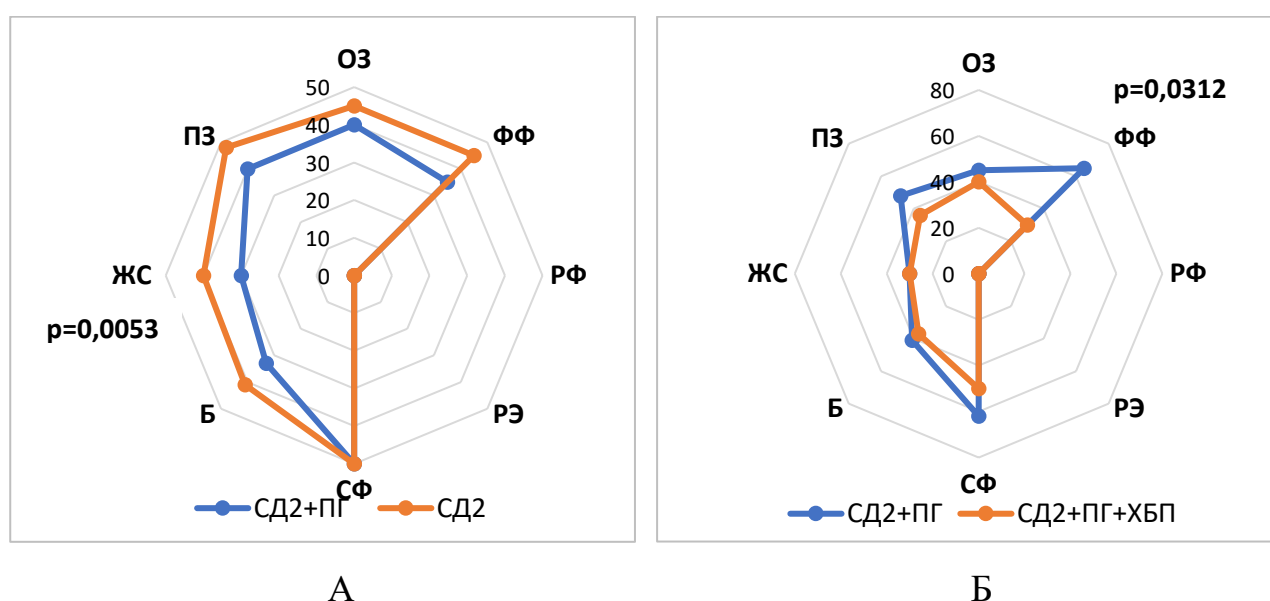 ОЗ
50
40
30
20
10
0
ПЗ
ФФ
ЖС
РФ
p=0,0053
Б
РЭ
СФ
СД2+ПГ СД2
А
ОЗ
80
60
40
20
0
p=0,0312
ПЗ
ФФ
ЖС
РФ
Б
РЭ
СФ
СД2+ПГ СД2+ПГ+ХБП
Б